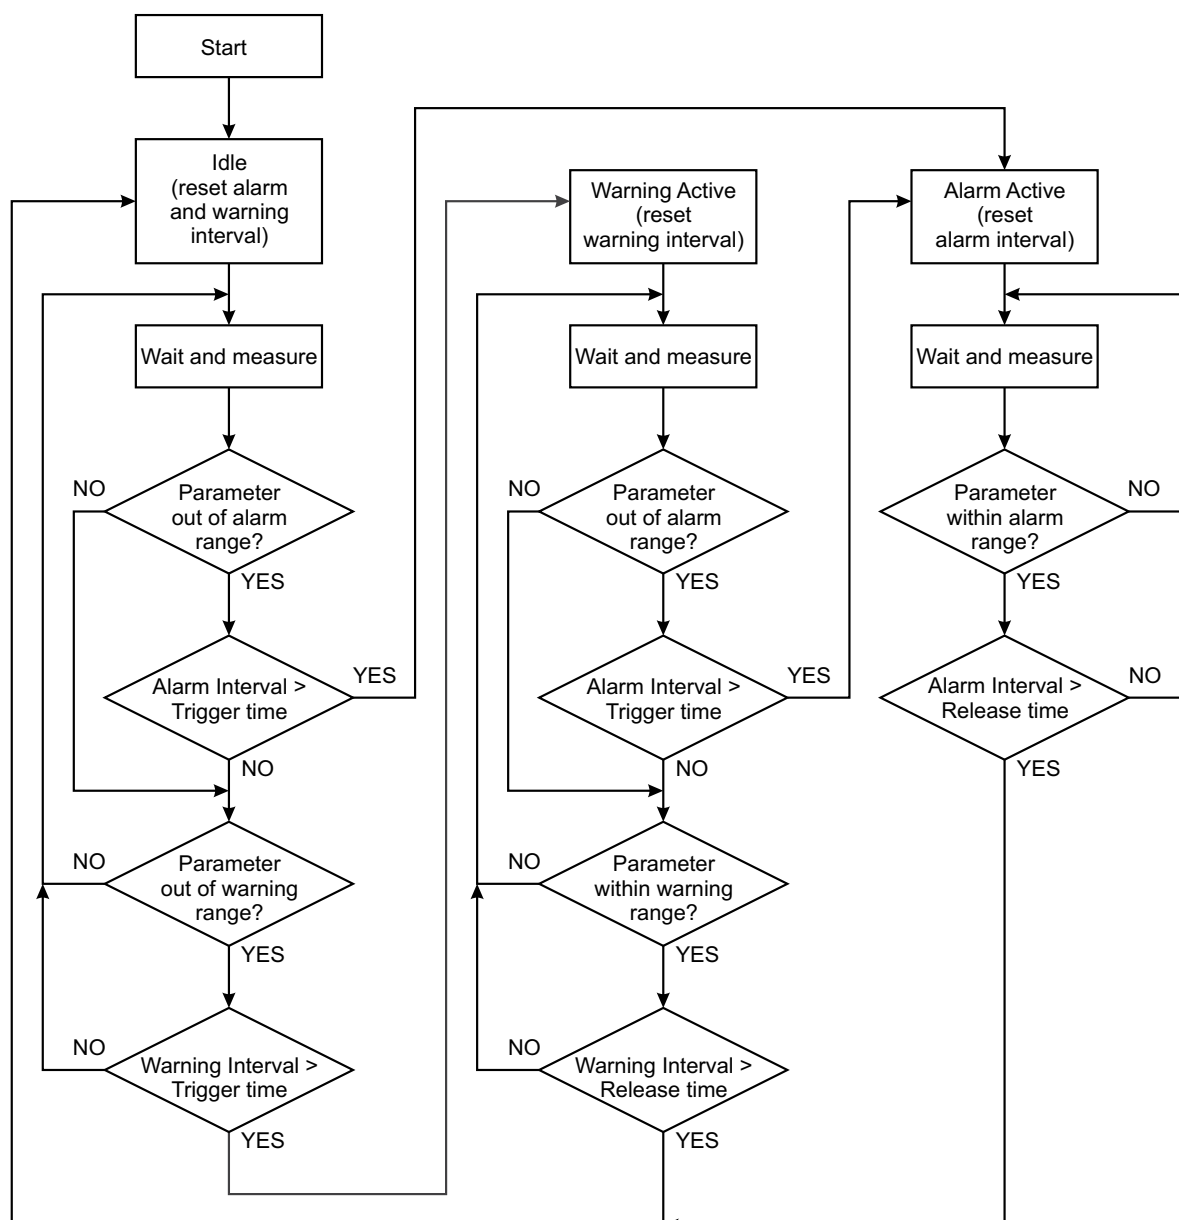 Start
Idle
(reset alarm
and warning
interval)
Wait and measure
NO
Parameter
out of alarm
range?
YES
Alarm Interval >
Trigger time
YES
NO
NO
Parameter
out of warning
range?
YES
NO
Warning Interval >
Trigger time
YES
Warning Active
(reset
warning interval)
Wait and measure
NO
Parameter
out of alarm
range?
YES
Alarm Interval >
Trigger time
YES
NO
NO
Parameter
within warning
range?
YES
NO
Warning Interval >
Release time
YES
Alarm Active
(reset
alarm interval)
Wait and measure
Parameter
within alarm
range?
NO
YES
Alarm Interval >
Release time
NO
YES